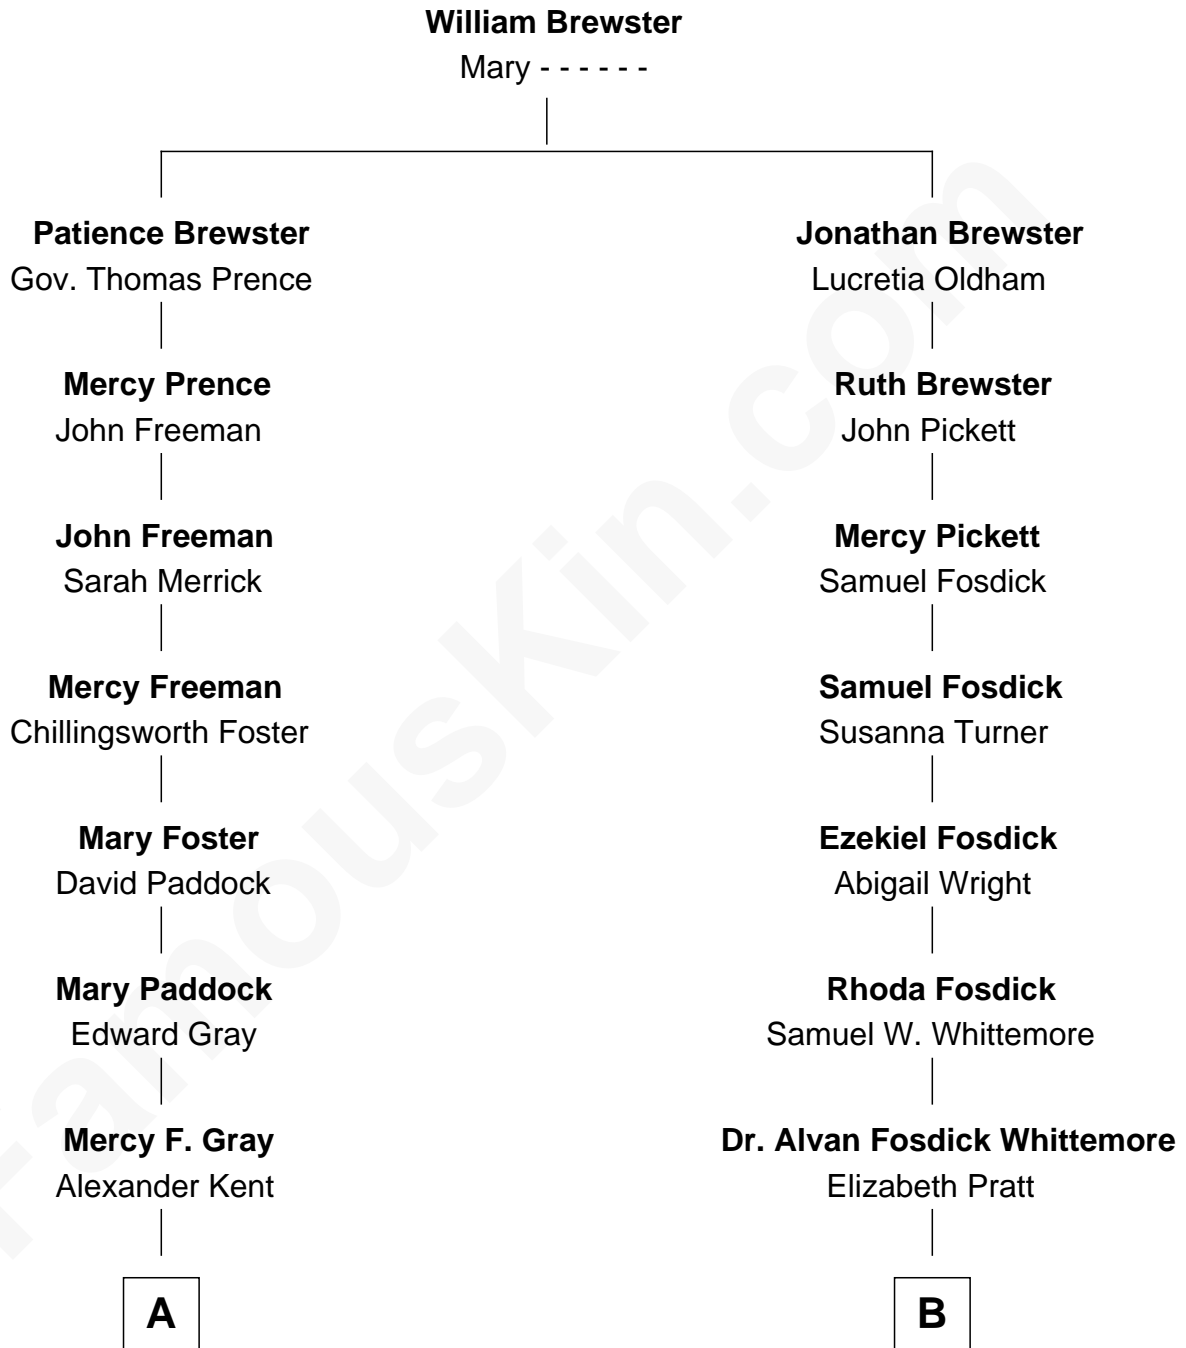 William Brewster
Mary - - - - - -
Patience Brewster
Gov. Thomas Prence
Jonathan Brewster
Lucretia Oldham
Mercy Prence
John Freeman
Ruth Brewster
John Pickett
John Freeman
Sarah Merrick
Mercy Pickett
Samuel Fosdick
Mercy Freeman
Chillingsworth Foster
Samuel Fosdick
Susanna Turner
Mary Foster
David Paddock
Ezekiel Fosdick
Abigail Wright
Mary Paddock
Edward Gray
Rhoda Fosdick
Samuel W. Whittemore
Mercy F. Gray
Alexander Kent
Dr. Alvan Fosdick Whittemore
Elizabeth Pratt
A
B
FamousKin.com